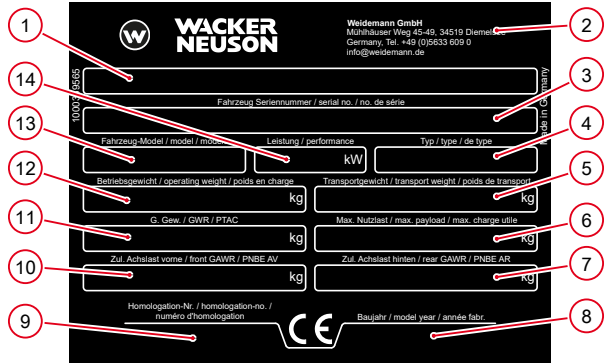 1
14
13
12
11
10
9
2
3
4
5
6
7
8
W
WACKER
NEUSON
Weidemann GmbH
Mühlhäuser Weg 45-49, 34519 Diemelsee
Germany, Tel. +49 (0)5633 609 0
info@weidemann.de
Made in Germany
Fahrzeug Seriennummer / serial no. / no. de série
Fahrzeug-Model / model / modèle
Leistung / performance
Typ / type / de type
kW
Betriebsgewicht / operating weight / poids en charge
Transportgewicht / transport weight / poids de transport
kg
kg
G. Gew. / GWR / PTAC
Max. Nutzlast / max. payload / max. charge utile
kg
kg
Zul. Achslast vorne / front GAWR / PNBE AV
Zul. Achslast hinten / rear GAWR / PNBE AR
kg
kg
Homologation-Nr. / homologation-no. /
numéro d'homologation
CE
Baujahr / model year / année fabr.